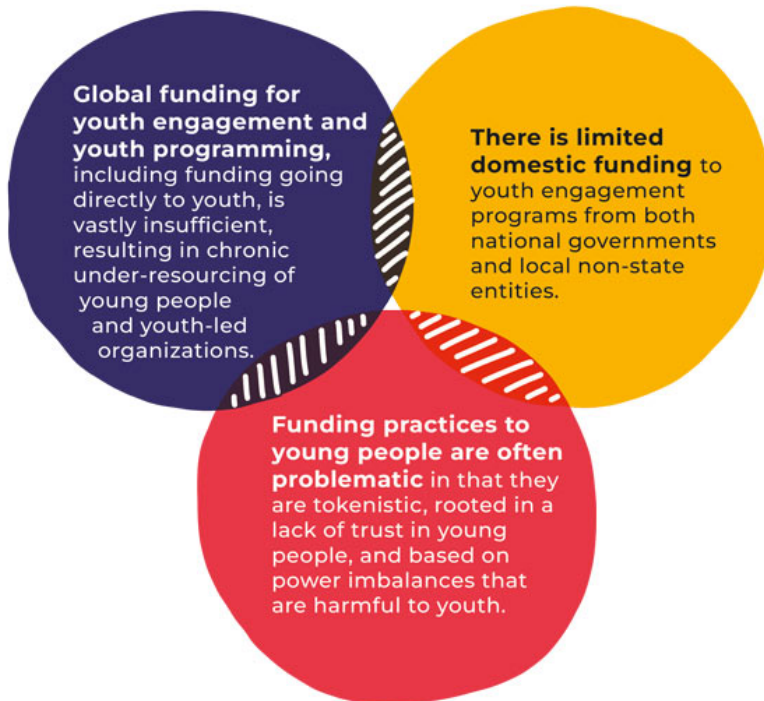 Global funding for
youth engagement and
youth programming,
including funding going
directly to youth, is
vastly insufficient,
resulting in chronic
under-resourcing of
young people
and youth-led
organizations.
There is limited
domestic funding to
youth engagement
programs from both
national governments
and local non-state
entities.
Funding practices to
young people are often
problematic in that they
are tokenistic, rooted in a
lack of trust in young
people, and based on
power imbalances that
are harmful to youth.